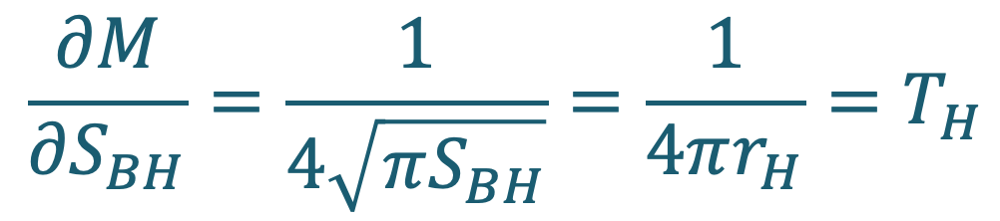 ∂M/∂S_BH = 1/(4√(πS_BH)) = 1/(4πr_H) = T_H